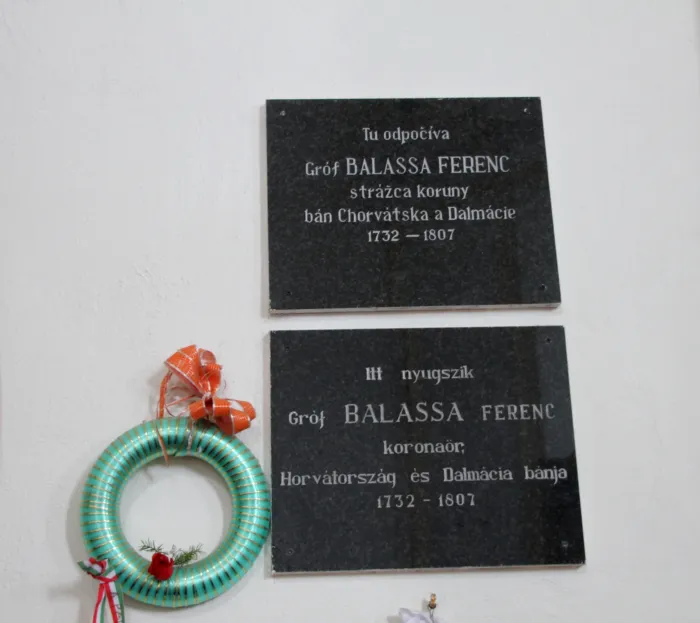 Tu odpočíva
Gróf BALASSA FERENC
strážca koruny
bán Chorvátska a Dalmácie
1732 — 1807
Itt nyugszik
Gróf BALASSA FERENC
koronaőr,
Horvátország és Dalmácia bánja
1732 - 1807